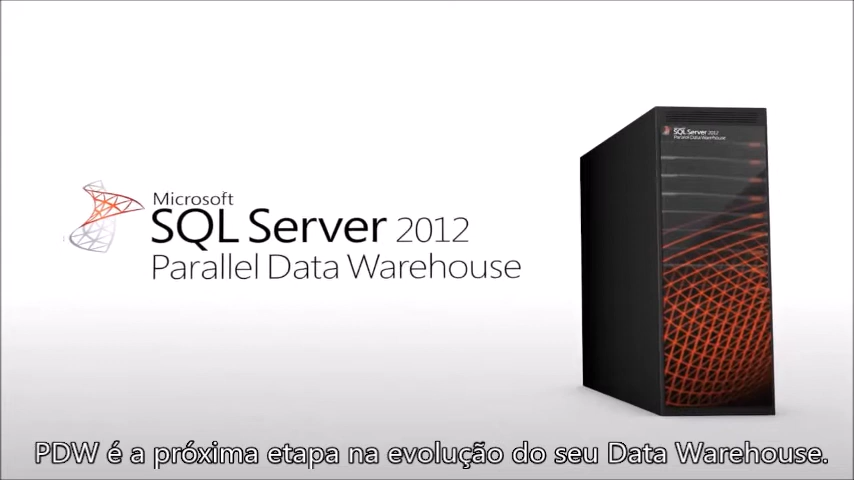 Microsoft
SQL Server 2012
Parallel Data Warehouse
SQL Server 2012
Parallel Data Warehouse
PDW é a próxima etapa na evolução do seu Data Warehouse.